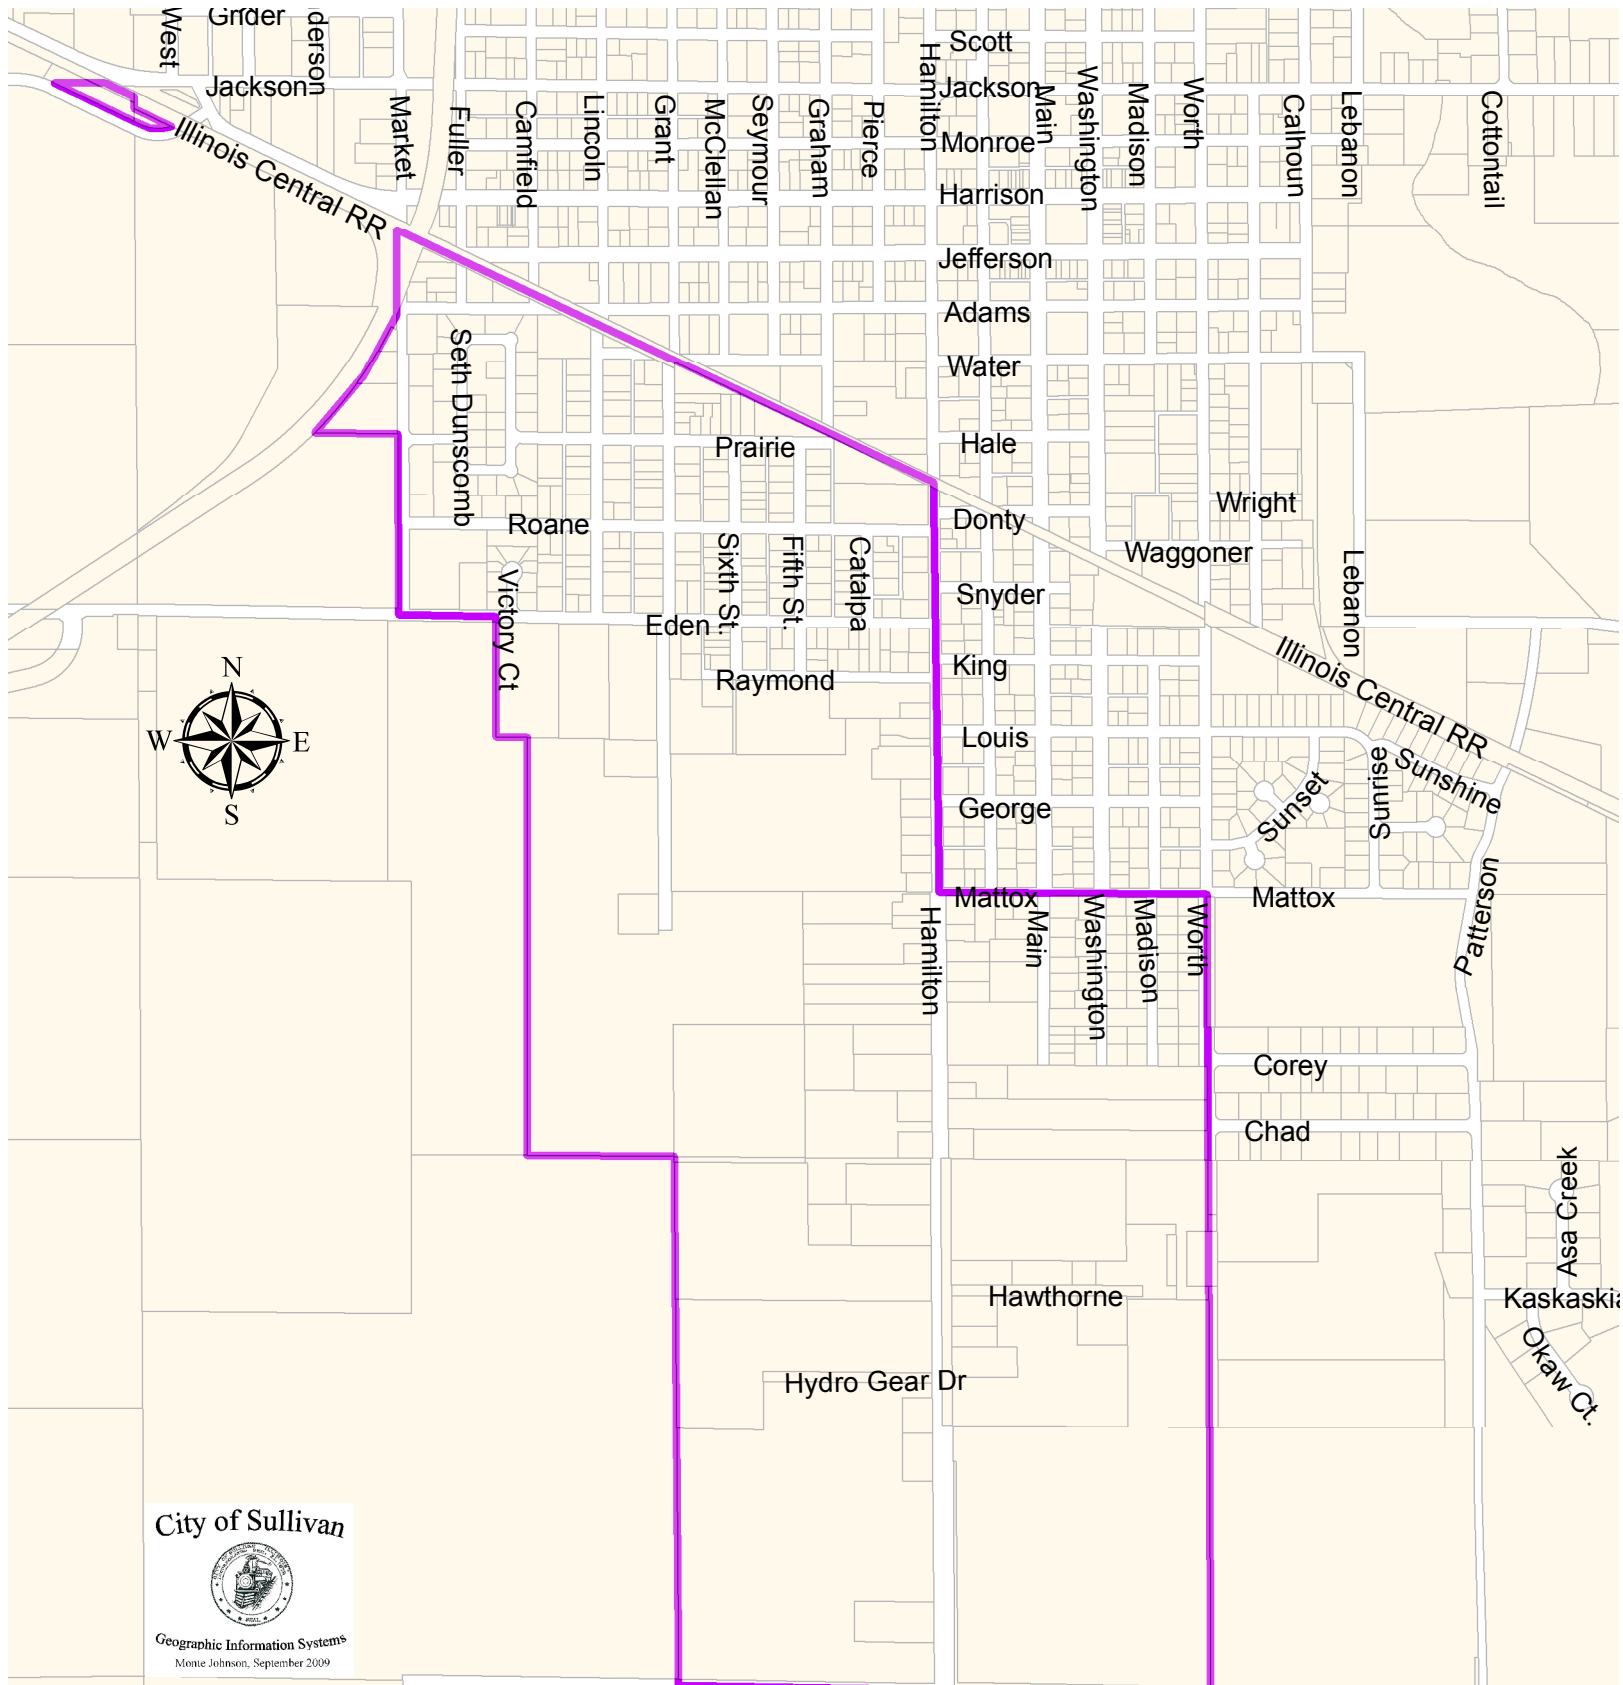 Grider
West
derson
Scott
Jackson
Jackson
Hamilton
Main
Washington
Madison
Worth
Calhoun
Lebanon
Cottontail
Market
Fuller
Camfield
Lincoln
Grant
McClellan
Seymour
Graham
Pierce
Monroe
Illinois Central RR
Harrison
Jefferson
Adams
Seth Dunscomb
Water
Prairie
Hale
Wright
Roane
Donty
Waggoner
Sixth St.
Fifth St.
Catalpa
Lebanon
Victory Ct
Snyder
Eden
King
Illinois Central RR
Raymond
N
W
E
S
Louis
Sunset
Sunrise
Sunshine
George
Mattox
Mattox
Patterson
Hamilton
Main
Washington
Madison
Worth
Corey
Chad
Asa Creek
Hawthorne
Kaskaskia
Okaw Ct.
Hydro Gear Dr
City of Sullivan
SEAL
Geographic Information Systems
Monte Johnson, September 2009